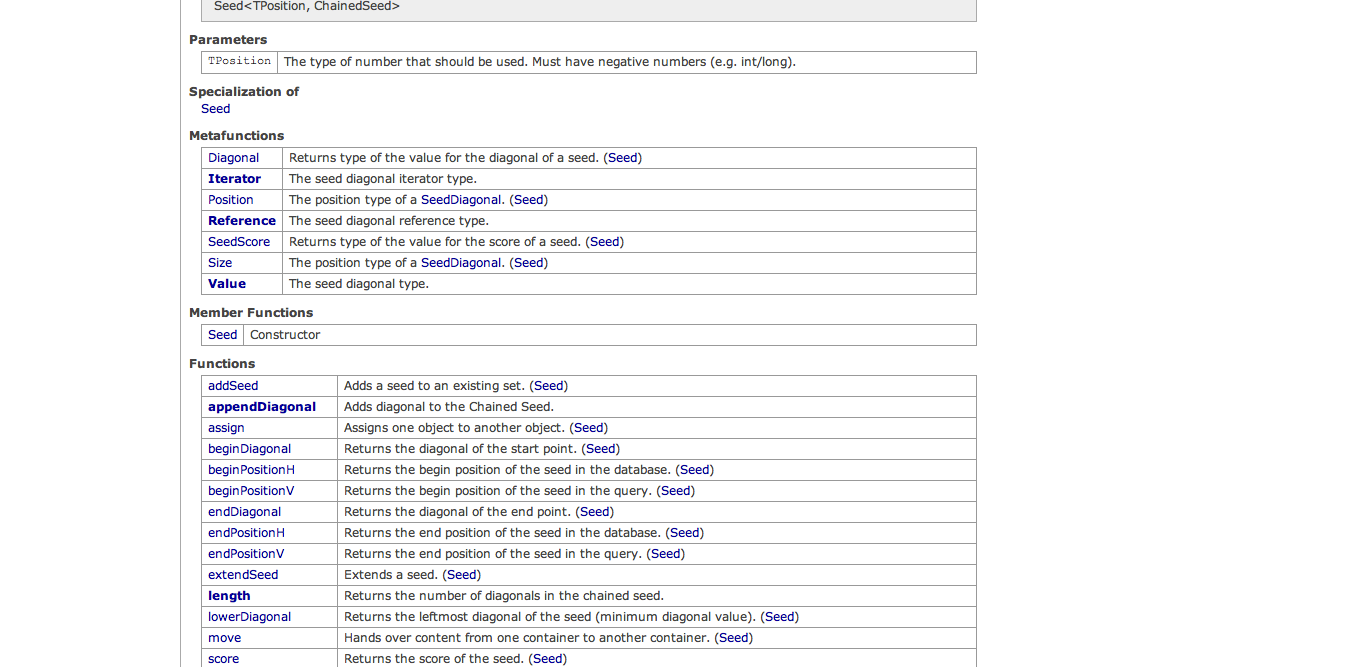 Seed<TPosition, ChainedSeed>
Parameters
TPosition The type of number that should be used. Must have negative numbers (e.g. int/long).
Specialization of
Seed
Metafunctions
Diagonal Returns type of the value for the diagonal of a seed. (Seed)
Iterator The seed diagonal iterator type.
Position The position type of a SeedDiagonal. (Seed)
Reference The seed diagonal reference type.
SeedScore Returns type of the value for the score of a seed. (Seed)
Size The position type of a SeedDiagonal. (Seed)
Value The seed diagonal type.
Member Functions
Seed Constructor
Functions
addSeed Adds a seed to an existing set. (Seed)
appendDiagonal Adds diagonal to the Chained Seed.
assign Assigns one object to another object. (Seed)
beginDiagonal Returns the diagonal of the start point. (Seed)
beginPositionH Returns the begin position of the seed in the database. (Seed)
beginPositionV Returns the begin position of the seed in the query. (Seed)
endDiagonal Returns the diagonal of the end point. (Seed)
endPositionH Returns the end position of the seed in the database. (Seed)
endPositionV Returns the end position of the seed in the query. (Seed)
extendSeed Extends a seed. (Seed)
length Returns the number of diagonals in the chained seed.
lowerDiagonal Returns the leftmost diagonal of the seed (minimum diagonal value). (Seed)
move Hands over content from one container to another container. (Seed)
score Returns the score of the seed. (Seed)